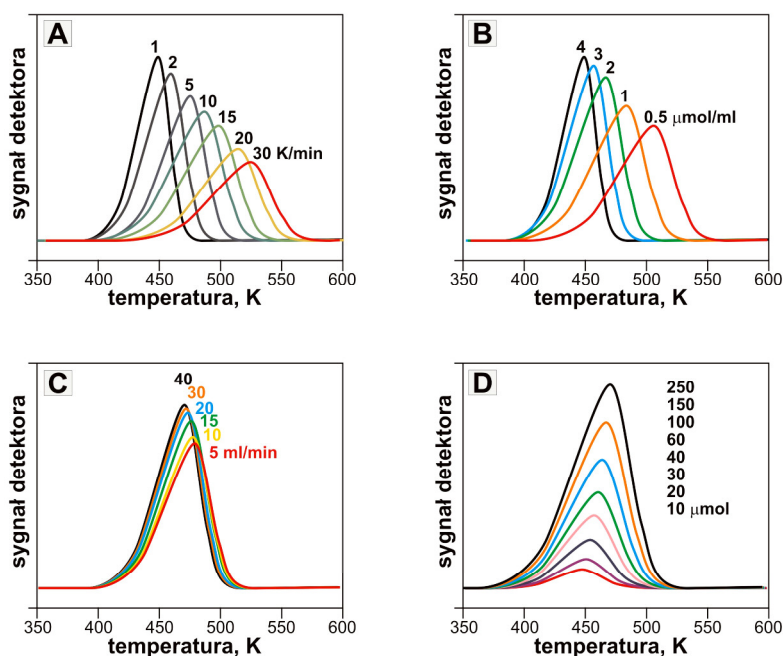 A
sygnał detektora
1
2
5
10
15
20
30 K/min
350 400 450 500 550 600
temperatura, K
B
sygnał detektora
4
3
2
1
0.5 μmol/ml
350 400 450 500 550 600
temperatura, K
C
sygnał detektora
40
30
20
15
10
5 ml/min
350 400 450 500 550 600
temperatura, K
D
sygnał detektora
250
150
100
60
40
30
20
10 μmol
350 400 450 500 550 600
temperatura, K